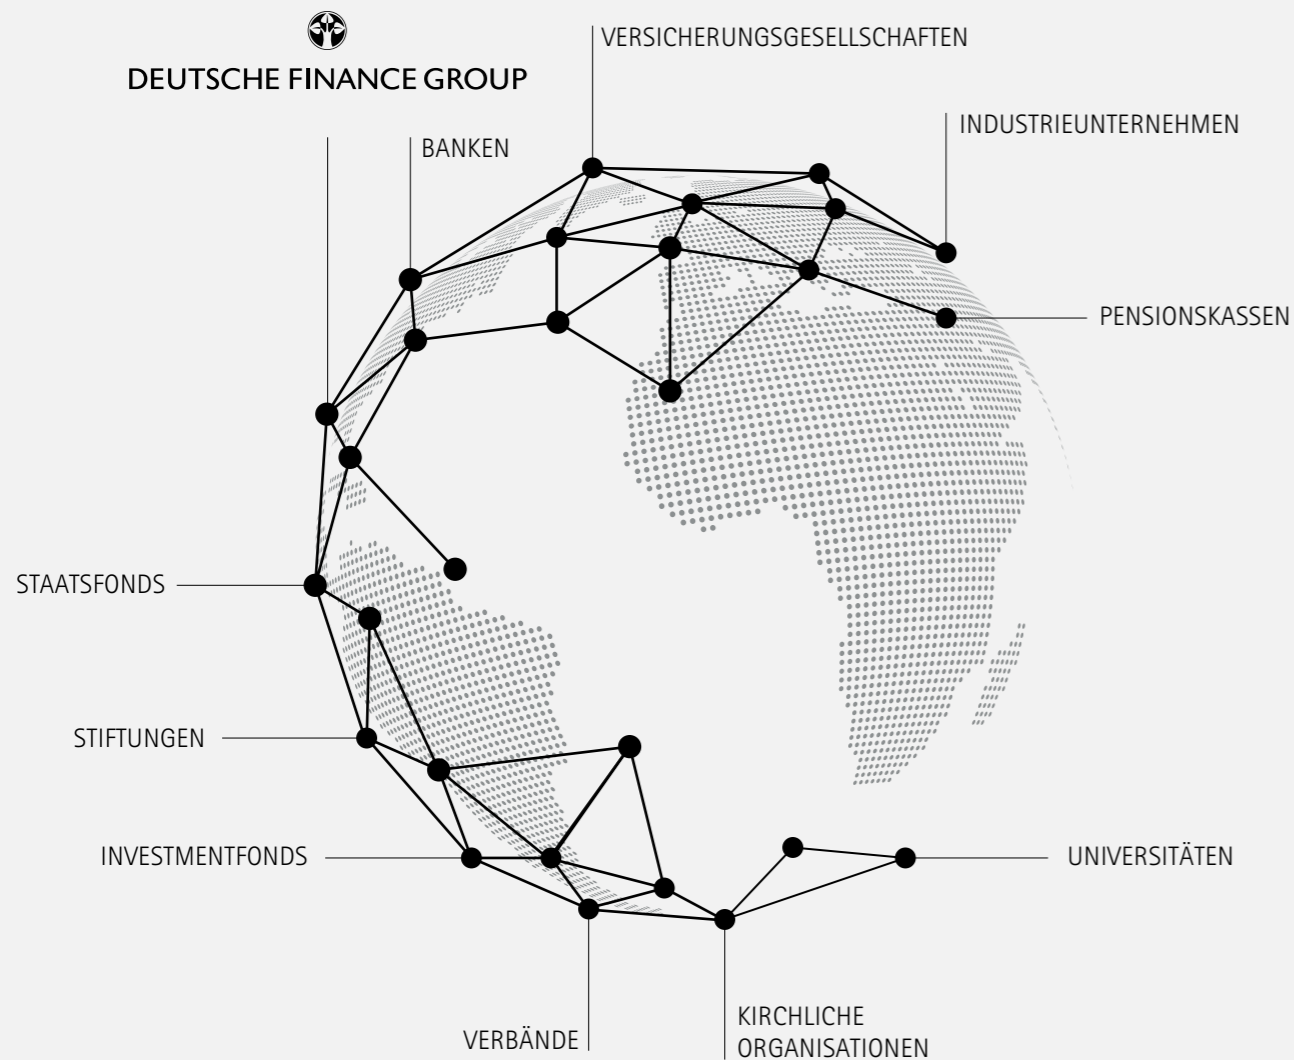 VERSICHERUNGSGESELLSCHAFTEN
DEUTSCHE FINANCE GROUP
INDUSTRIEUNTERNEHMEN
BANKEN
PENSIONSKASSEN
STAATSFONDS
STIFTUNGEN
INVESTMENTFONDS
UNIVERSITÄTEN
VERBÄNDE
KIRCHLICHE
ORGANISATIONEN